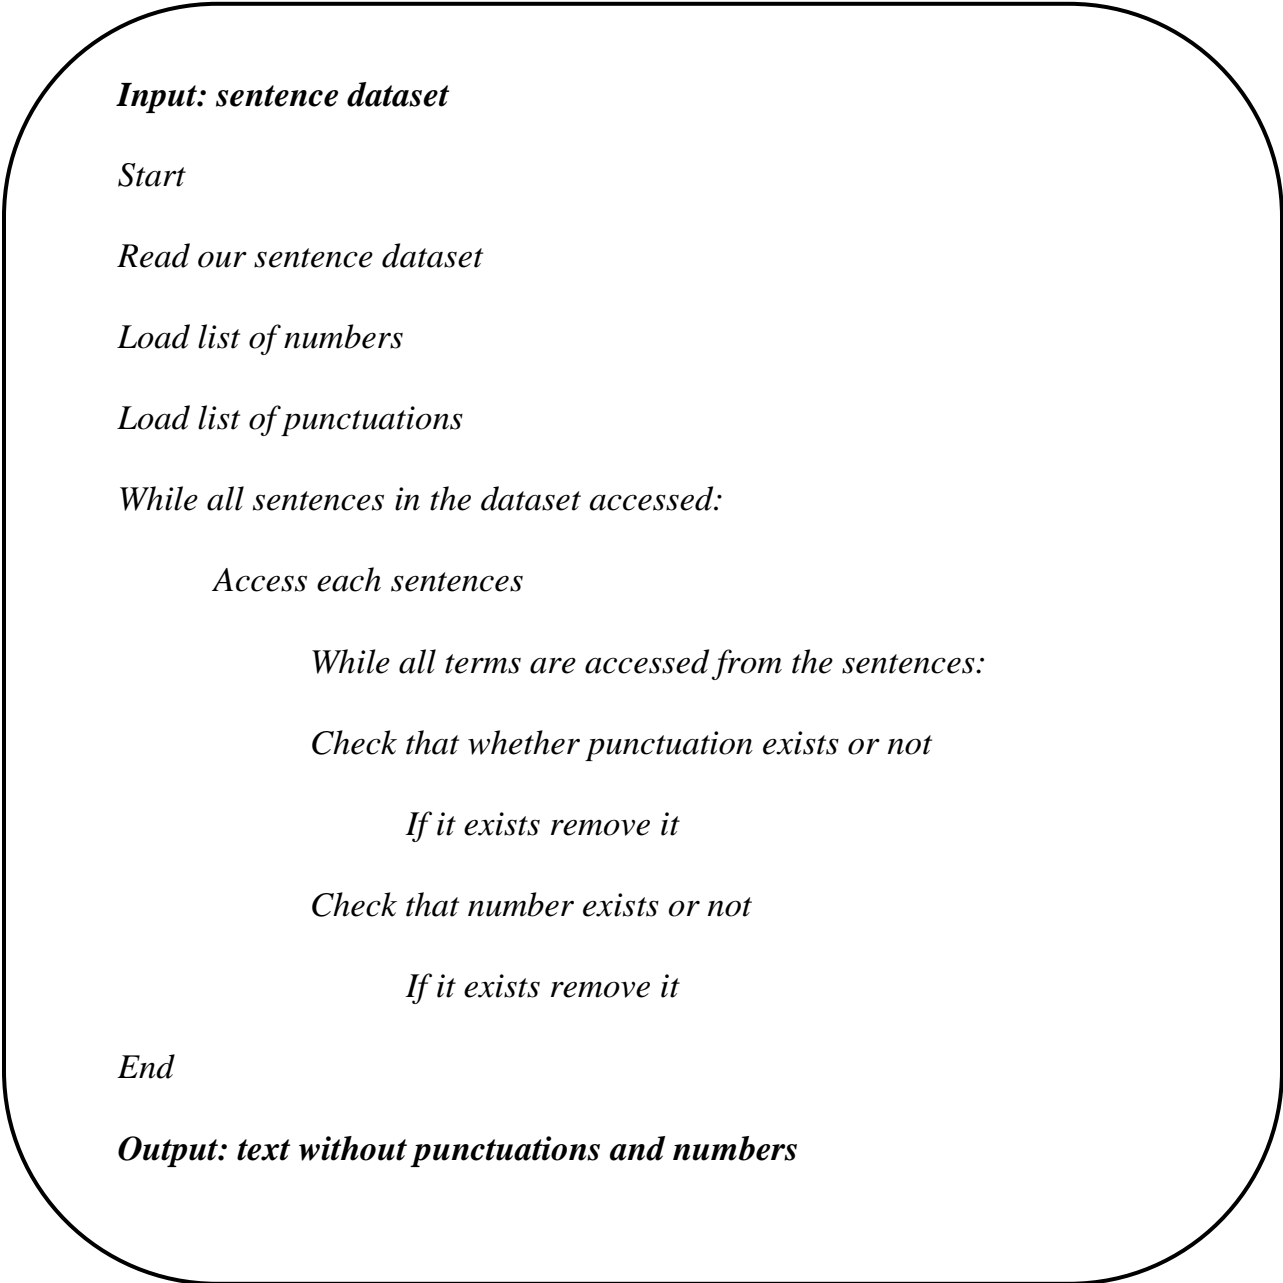 Input: sentence dataset
Start
Read our sentence dataset
Load list of numbers
Load list of punctuations
While all sentences in the dataset accessed:
Access each sentences
While all terms are accessed from the sentences:
Check that whether punctuation exists or not
If it exists remove it
Check that number exists or not
If it exists remove it
End
Output: text without punctuations and numbers